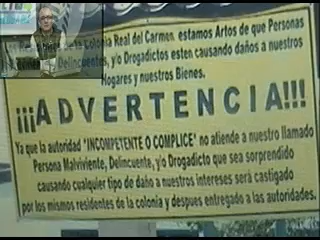 de la Colonia Real del Carmen, estamos Artos de que Personas
Delincuentes, y/o Drogadictos esten causando daños a nuestros
Hogares y nuestros Bienes.
¡¡¡ADVERTENCIA!!!
Ya que la autoridad "INCOMPETENTE O COMPLICE" no atiende a nuestro llamado
Persona Malviviente, Delincuente, y/o Drogadicto que sea sorprendido
causando cualquier tipo de daño a nuestros intereses será castigado
por los mismos residentes de la colonia y despues entregado a las autoridades.